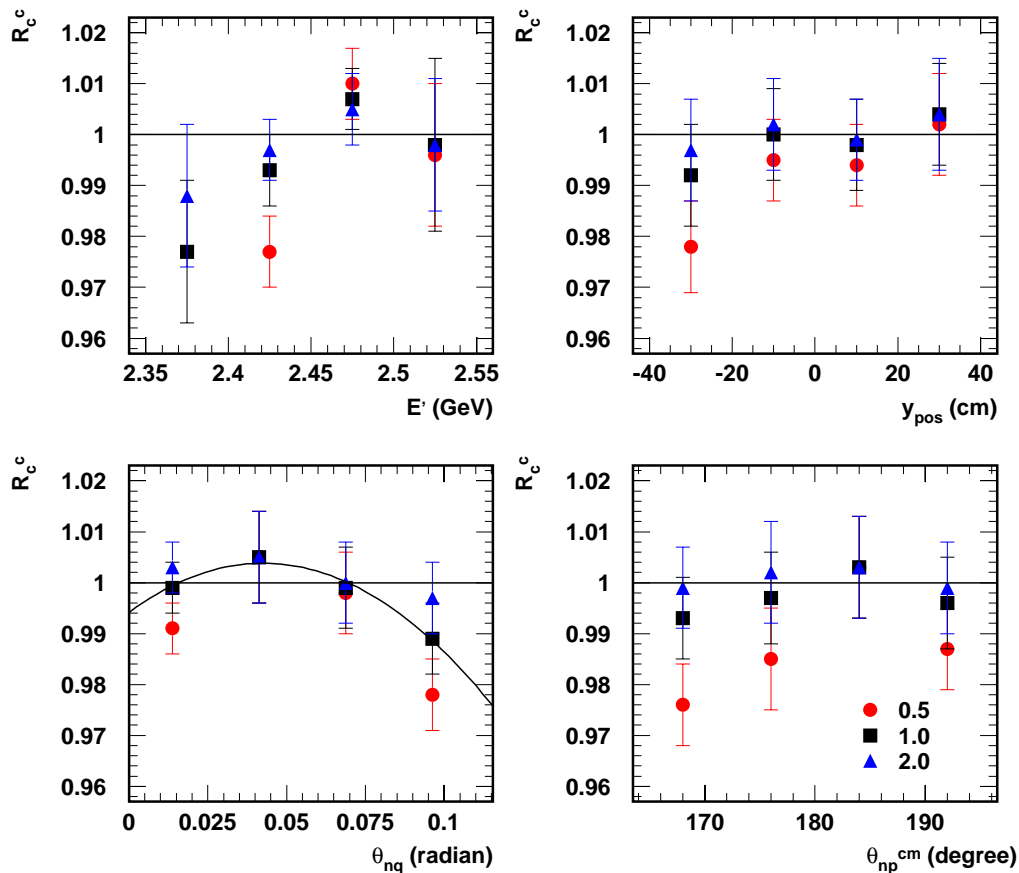 R_c^c
1.02
1.01
1
0.99
0.98
0.97
0.96
2.35 2.4 2.45 2.5 2.55
E' (GeV)
R_c^c
1.02
1.01
1
0.99
0.98
0.97
0.96
-40 -20 0 20 40
y_pos (cm)
R_c^c
1.02
1.01
1
0.99
0.98
0.97
0.96
0 0.025 0.05 0.075 0.1
θ_nq (radian)
R_c^c
1.02
1.01
1
0.99
0.98
0.97
0.96
0.5
1.0
2.0
170 180 190
θ_np^cm (degree)